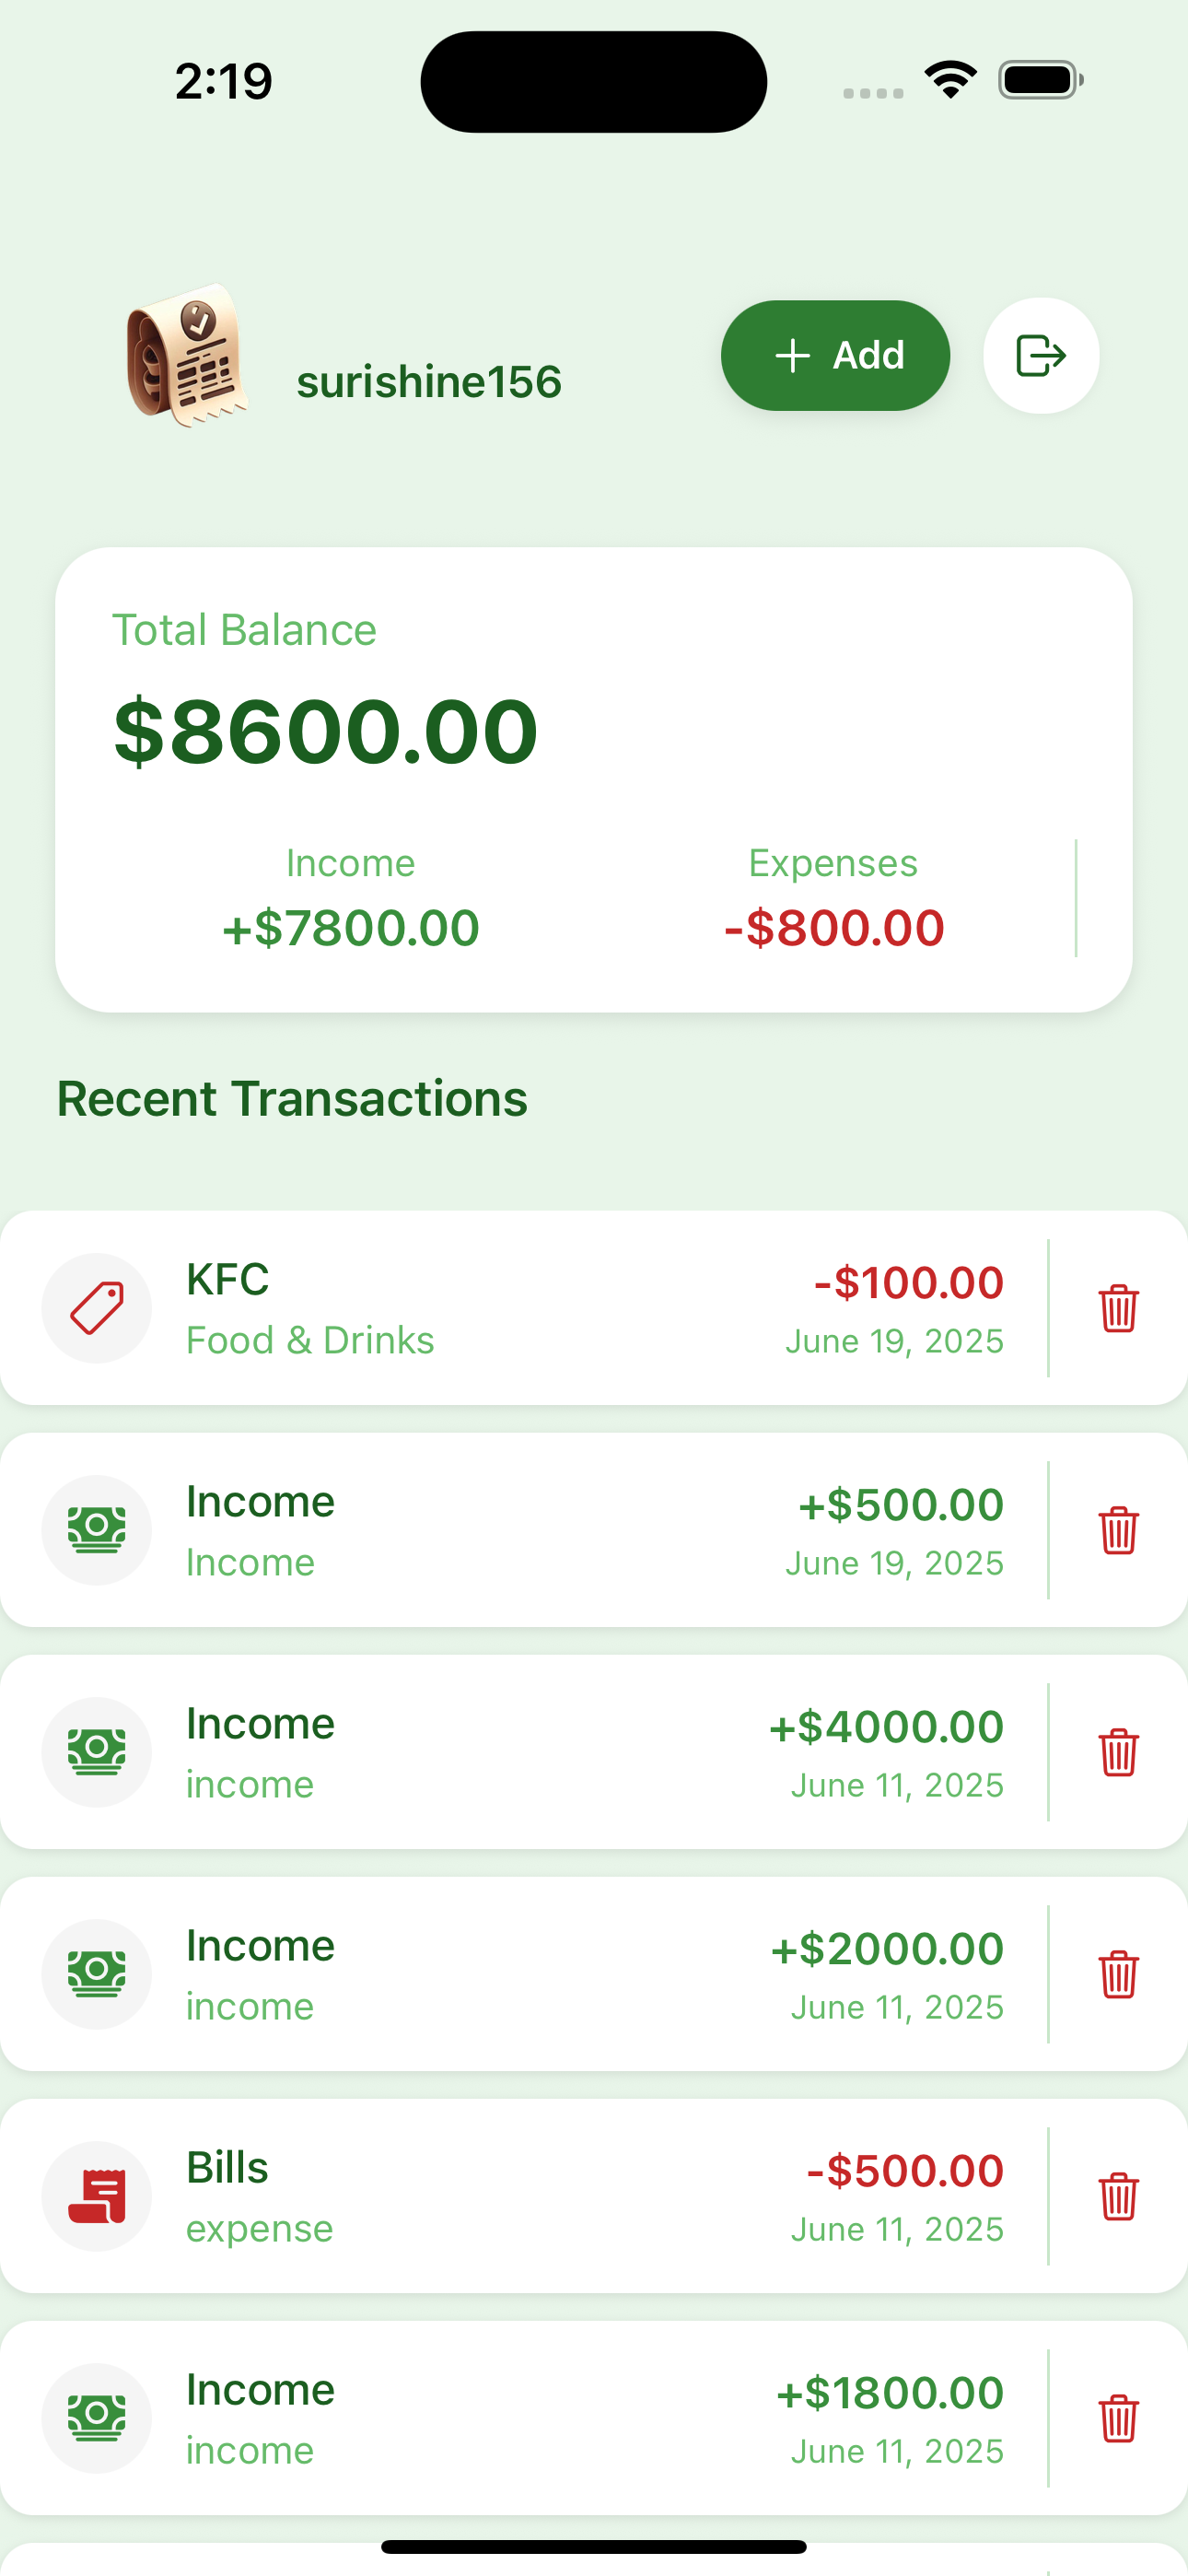 2:19
surishine156
+ Add
Total Balance
$8600.00
Income Expenses
+$7800.00 -$800.00
Recent Transactions
KFC -$100.00
Food & Drinks June 19, 2025
Income +$500.00
Income June 19, 2025
Income +$4000.00
income June 11, 2025
Income +$2000.00
income June 11, 2025
Bills -$500.00
expense June 11, 2025
Income +$1800.00
income June 11, 2025